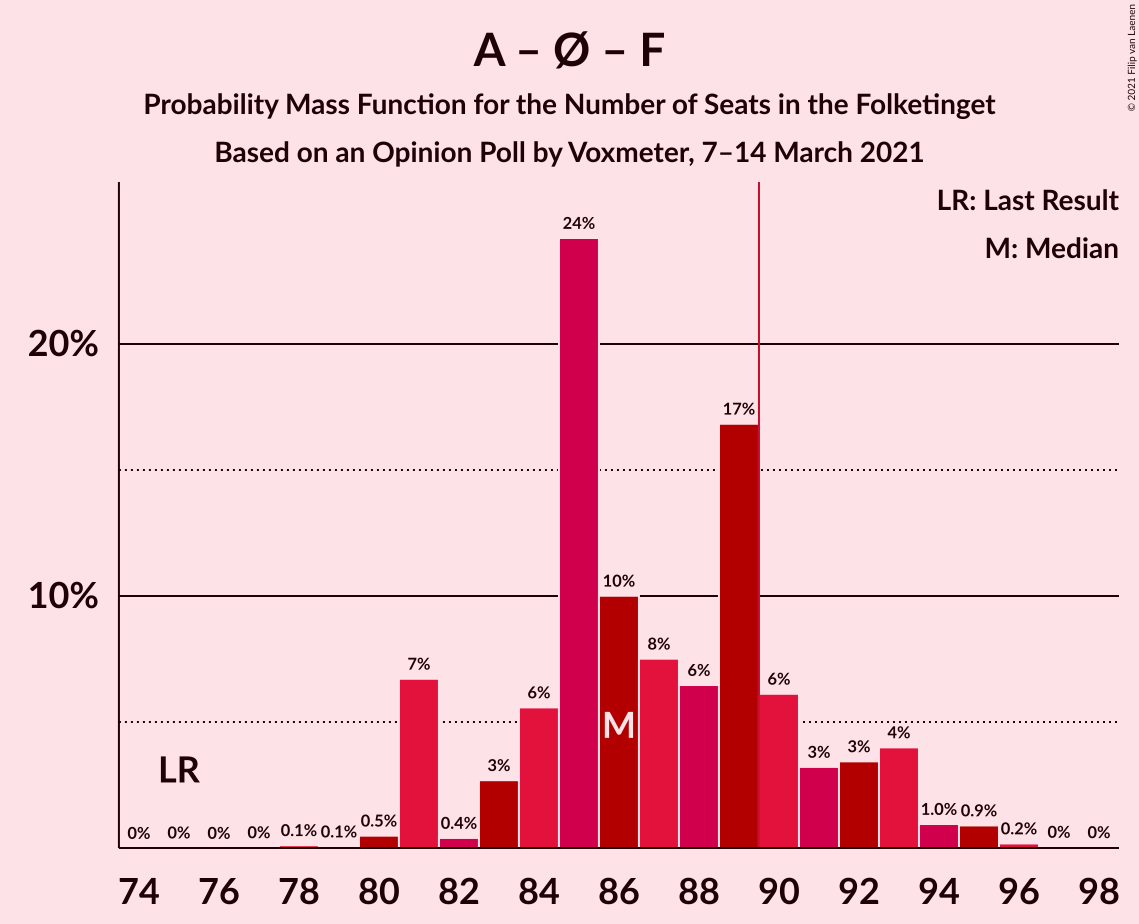 A – Ø – F
Probability Mass Function for the Number of Seats in the Folketinget
Based on an Opinion Poll by Voxmeter, 7–14 March 2021
© 2021 Filip van Laenen
LR: Last Result
M: Median
20%
10%
0% 0% 0% 0% 0.1% 0.1% 0.5% 7% 0.4% 3% 6% 24% 10% 8% 6% 17% 6% 3% 3% 4% 1.0% 0.9% 0.2% 0% 0%
LR
M
74 76 78 80 82 84 86 88 90 92 94 96 98